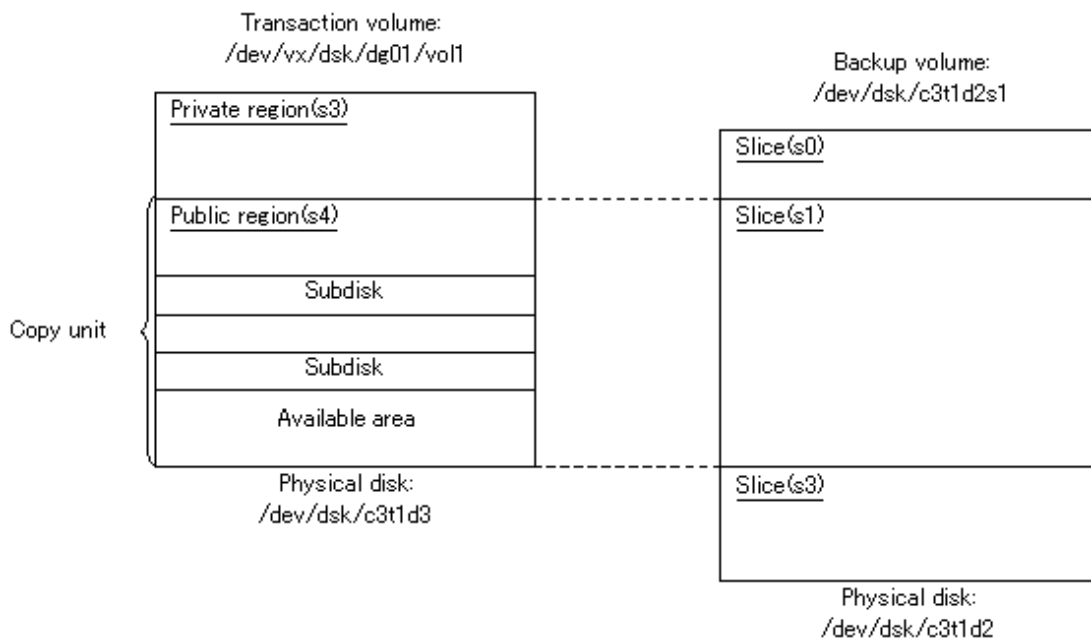 Transaction volume:
/dev/vx/dsk/dg01/vol1
Backup volume:
/dev/dsk/c3t1d2s1
Private region(s3)
Slice(s0)
Public region(s4)
Slice(s1)
Subdisk
Copy unit
Subdisk
Available area
Physical disk:
/dev/dsk/c3t1d3
Slice(s3)
Physical disk:
/dev/dsk/c3t1d2